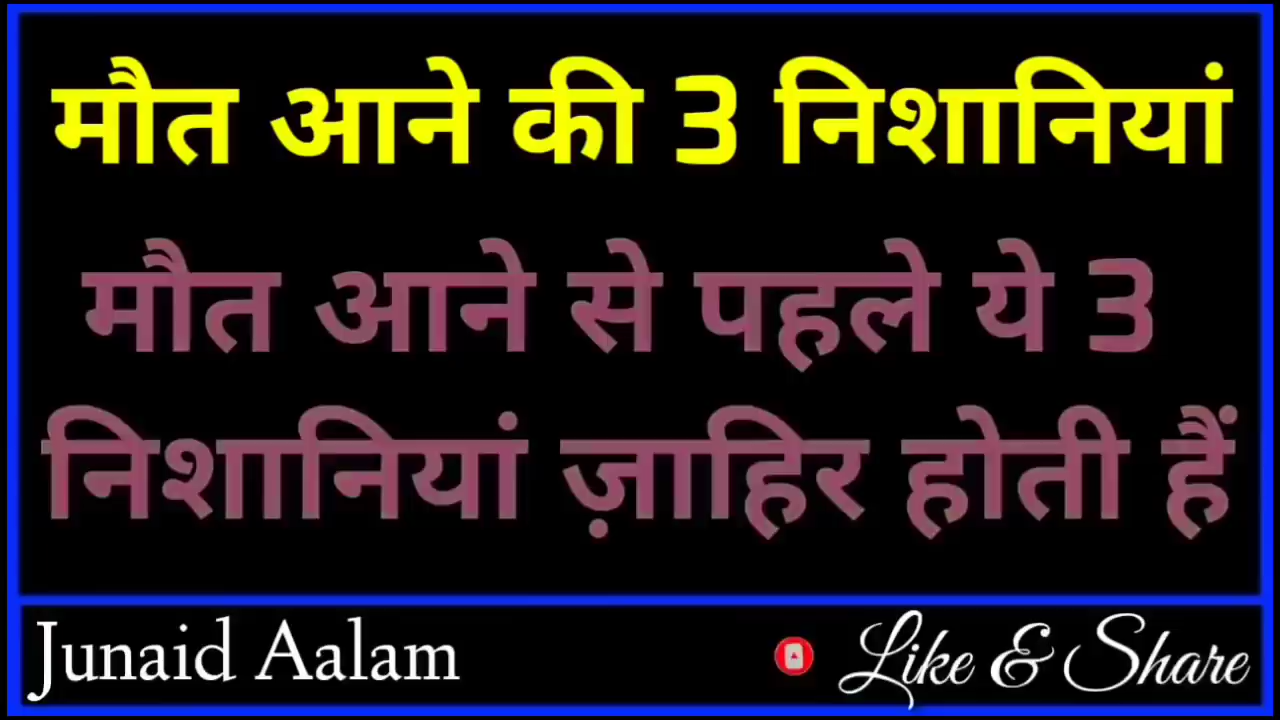 मौत आने की 3 निशानियां
मौत आने से पहले ये 3
निशानियां ज़ाहिर होती हैं
Junaid Aalam
Like & Share